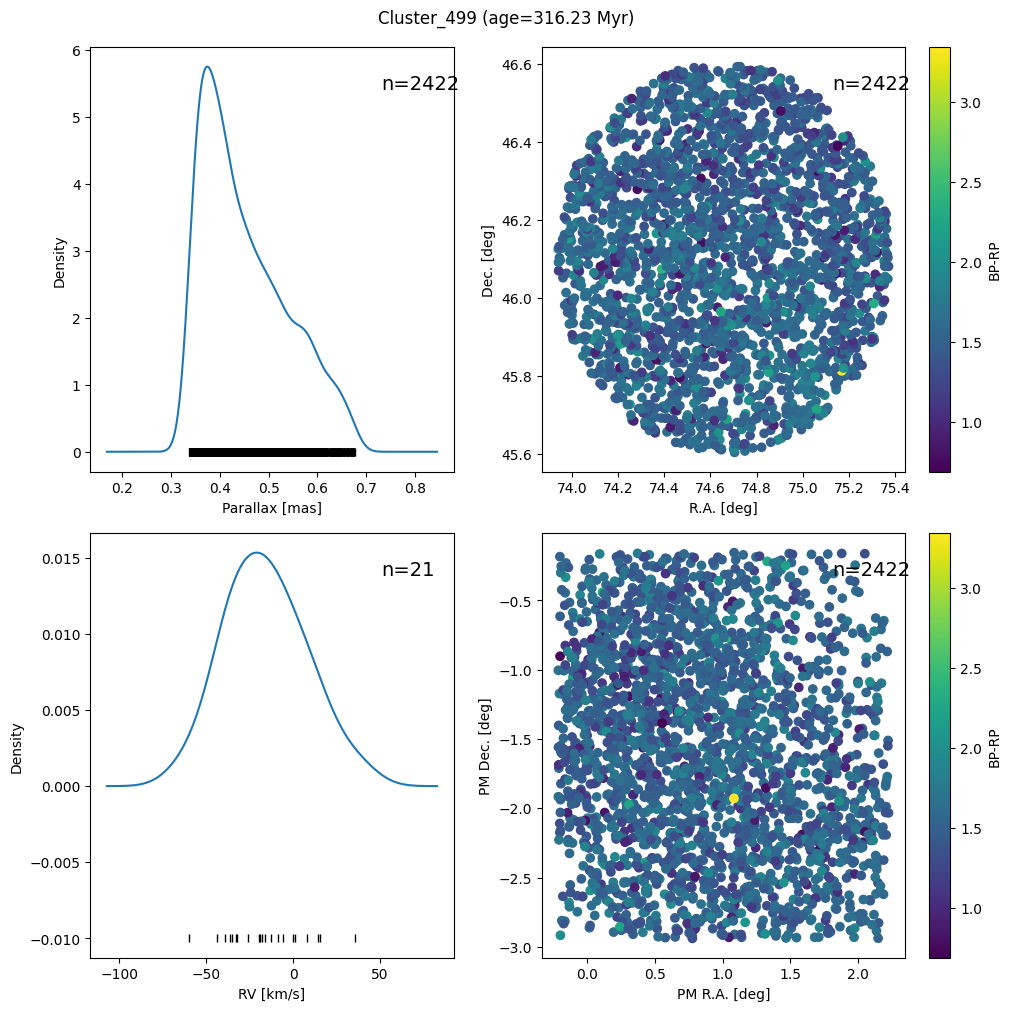 Cluster_499 (age=316.23 Myr)
6
5
4
3
2
1
0
Density
n=2422
0.2 0.3 0.4 0.5 0.6 0.7 0.8
Parallax [mas]
46.6
46.4
46.2
46.0
45.8
45.6
Dec. [deg]
n=2422
74.0 74.2 74.4 74.6 74.8 75.0 75.2 75.4
R.A. [deg]
3.0
2.5
2.0
1.5
1.0
BP-RP
0.015
0.010
0.005
0.000
−0.005
−0.010
Density
n=21
−100 −50 0 50
RV [km/s]
−0.5
−1.0
−1.5
−2.0
−2.5
−3.0
PM Dec. [deg]
n=2422
0.0 0.5 1.0 1.5 2.0
PM R.A. [deg]
3.0
2.5
2.0
1.5
1.0
BP-RP